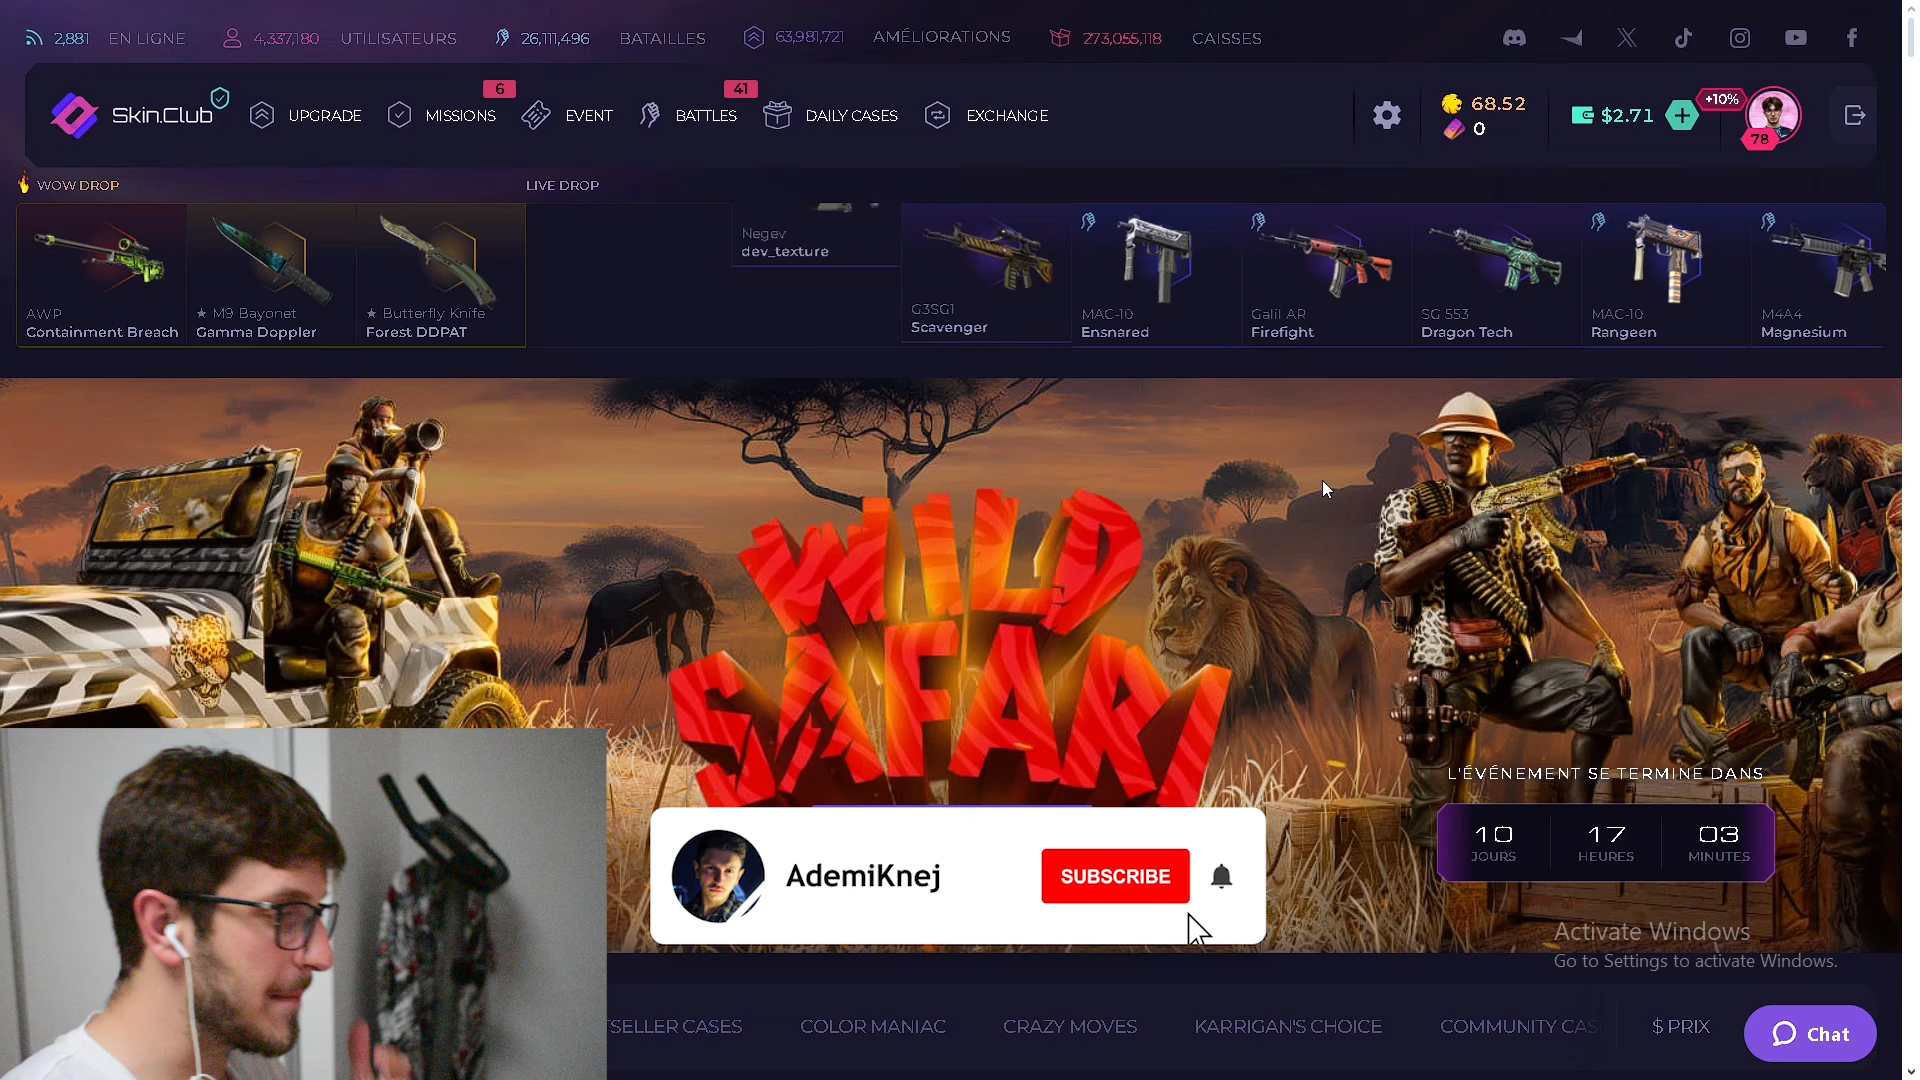 2,881 EN LIGNE 4,337,180 UTILISATEURS 26,111,496 BATAILLES 63,981,721 AMÉLIORATIONS 273,055,118 CAISSES
Skin.Club UPGRADE MISSIONS 6 EVENT BATTLES 41 DAILY CASES EXCHANGE
68.52
0
$2.71
+10%
78
WOW DROP
LIVE DROP
AWP
Containment Breach
★ M9 Bayonet
Gamma Doppler
★ Butterfly Knife
Forest DDPAT
Negev
dev_texture
G3SG1
Scavenger
MAC-10
Ensnared
Galil AR
Firefight
SG 553
Dragon Tech
MAC-10
Rangeen
M4A4
Magnesium
WILD
SAFARI
L'ÉVÉNEMENT SE TERMINE DANS
10 17 03
JOURS HEURES MINUTES
AdemiKnej SUBSCRIBE
Activate Windows
Go to Settings to activate Windows.
TSELLER CASES COLOR MANIAC CRAZY MOVES KARRIGAN'S CHOICE COMMUNITY CAS $ PRIX
Chat